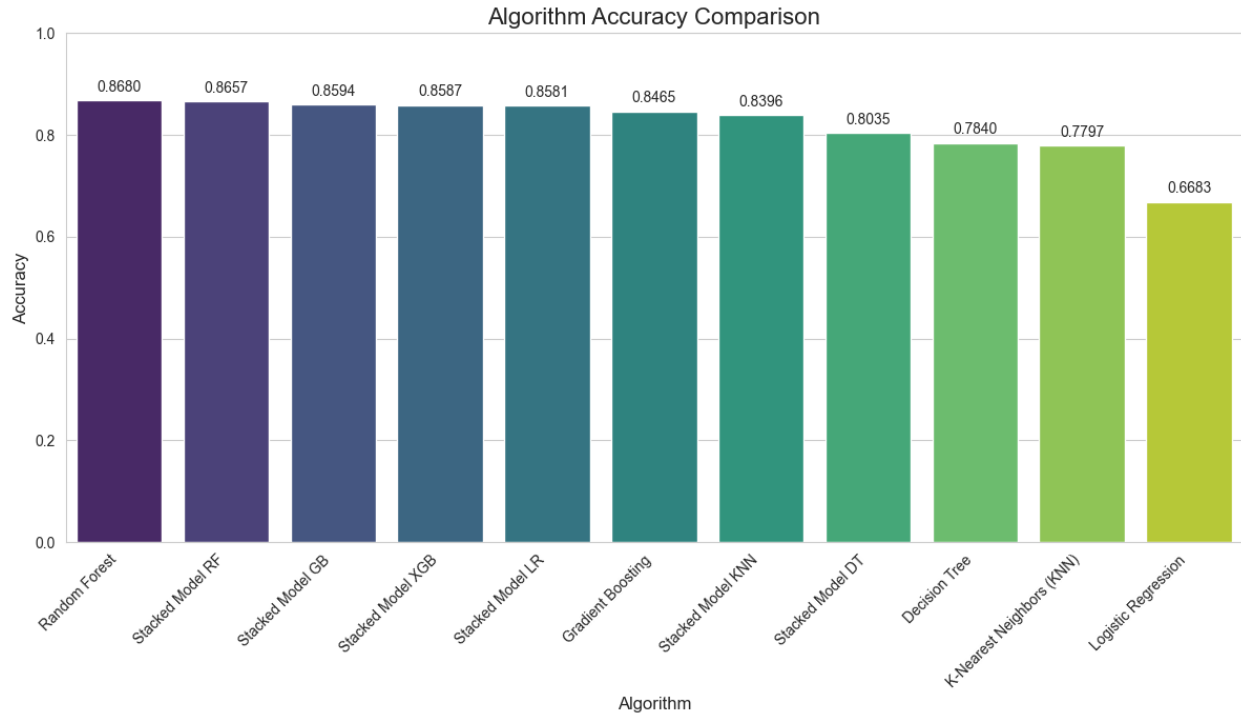 Algorithm Accuracy Comparison
1.0
0.8
0.6
0.4
0.2
0.0
Accuracy
0.8680
0.8657
0.8594
0.8587
0.8581
0.8465
0.8396
0.8035
0.7840
0.7797
0.6683
Random Forest
Stacked Model RF
Stacked Model GB
Stacked Model XGB
Stacked Model LR
Gradient Boosting
Stacked Model KNN
Stacked Model DT
Decision Tree
K-Nearest Neighbors (KNN)
Logistic Regression
Algorithm